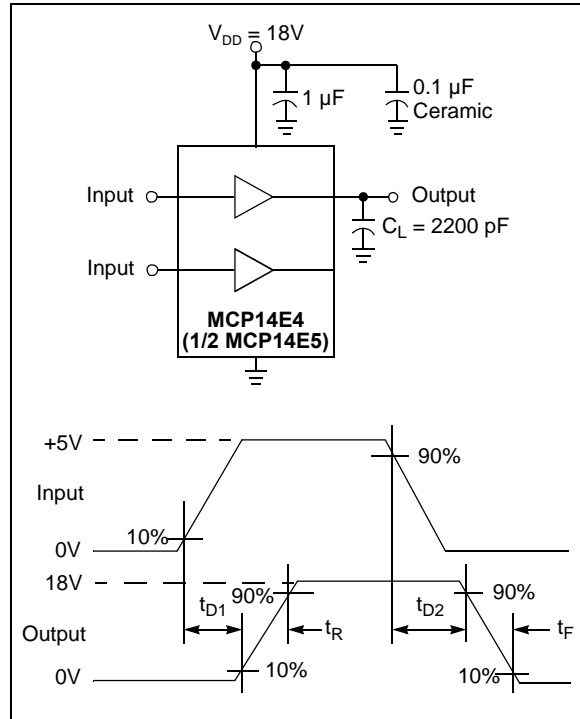 V_DD = 18V
1 µF
0.1 µF
Ceramic
Input
Output
C_L = 2200 pF
Input
MCP14E4
(1/2 MCP14E5)
+5V
90%
Input
10%
0V
18V
90%
t_D1
t_R
t_D2
90%
t_F
Output
10%
10%
0V